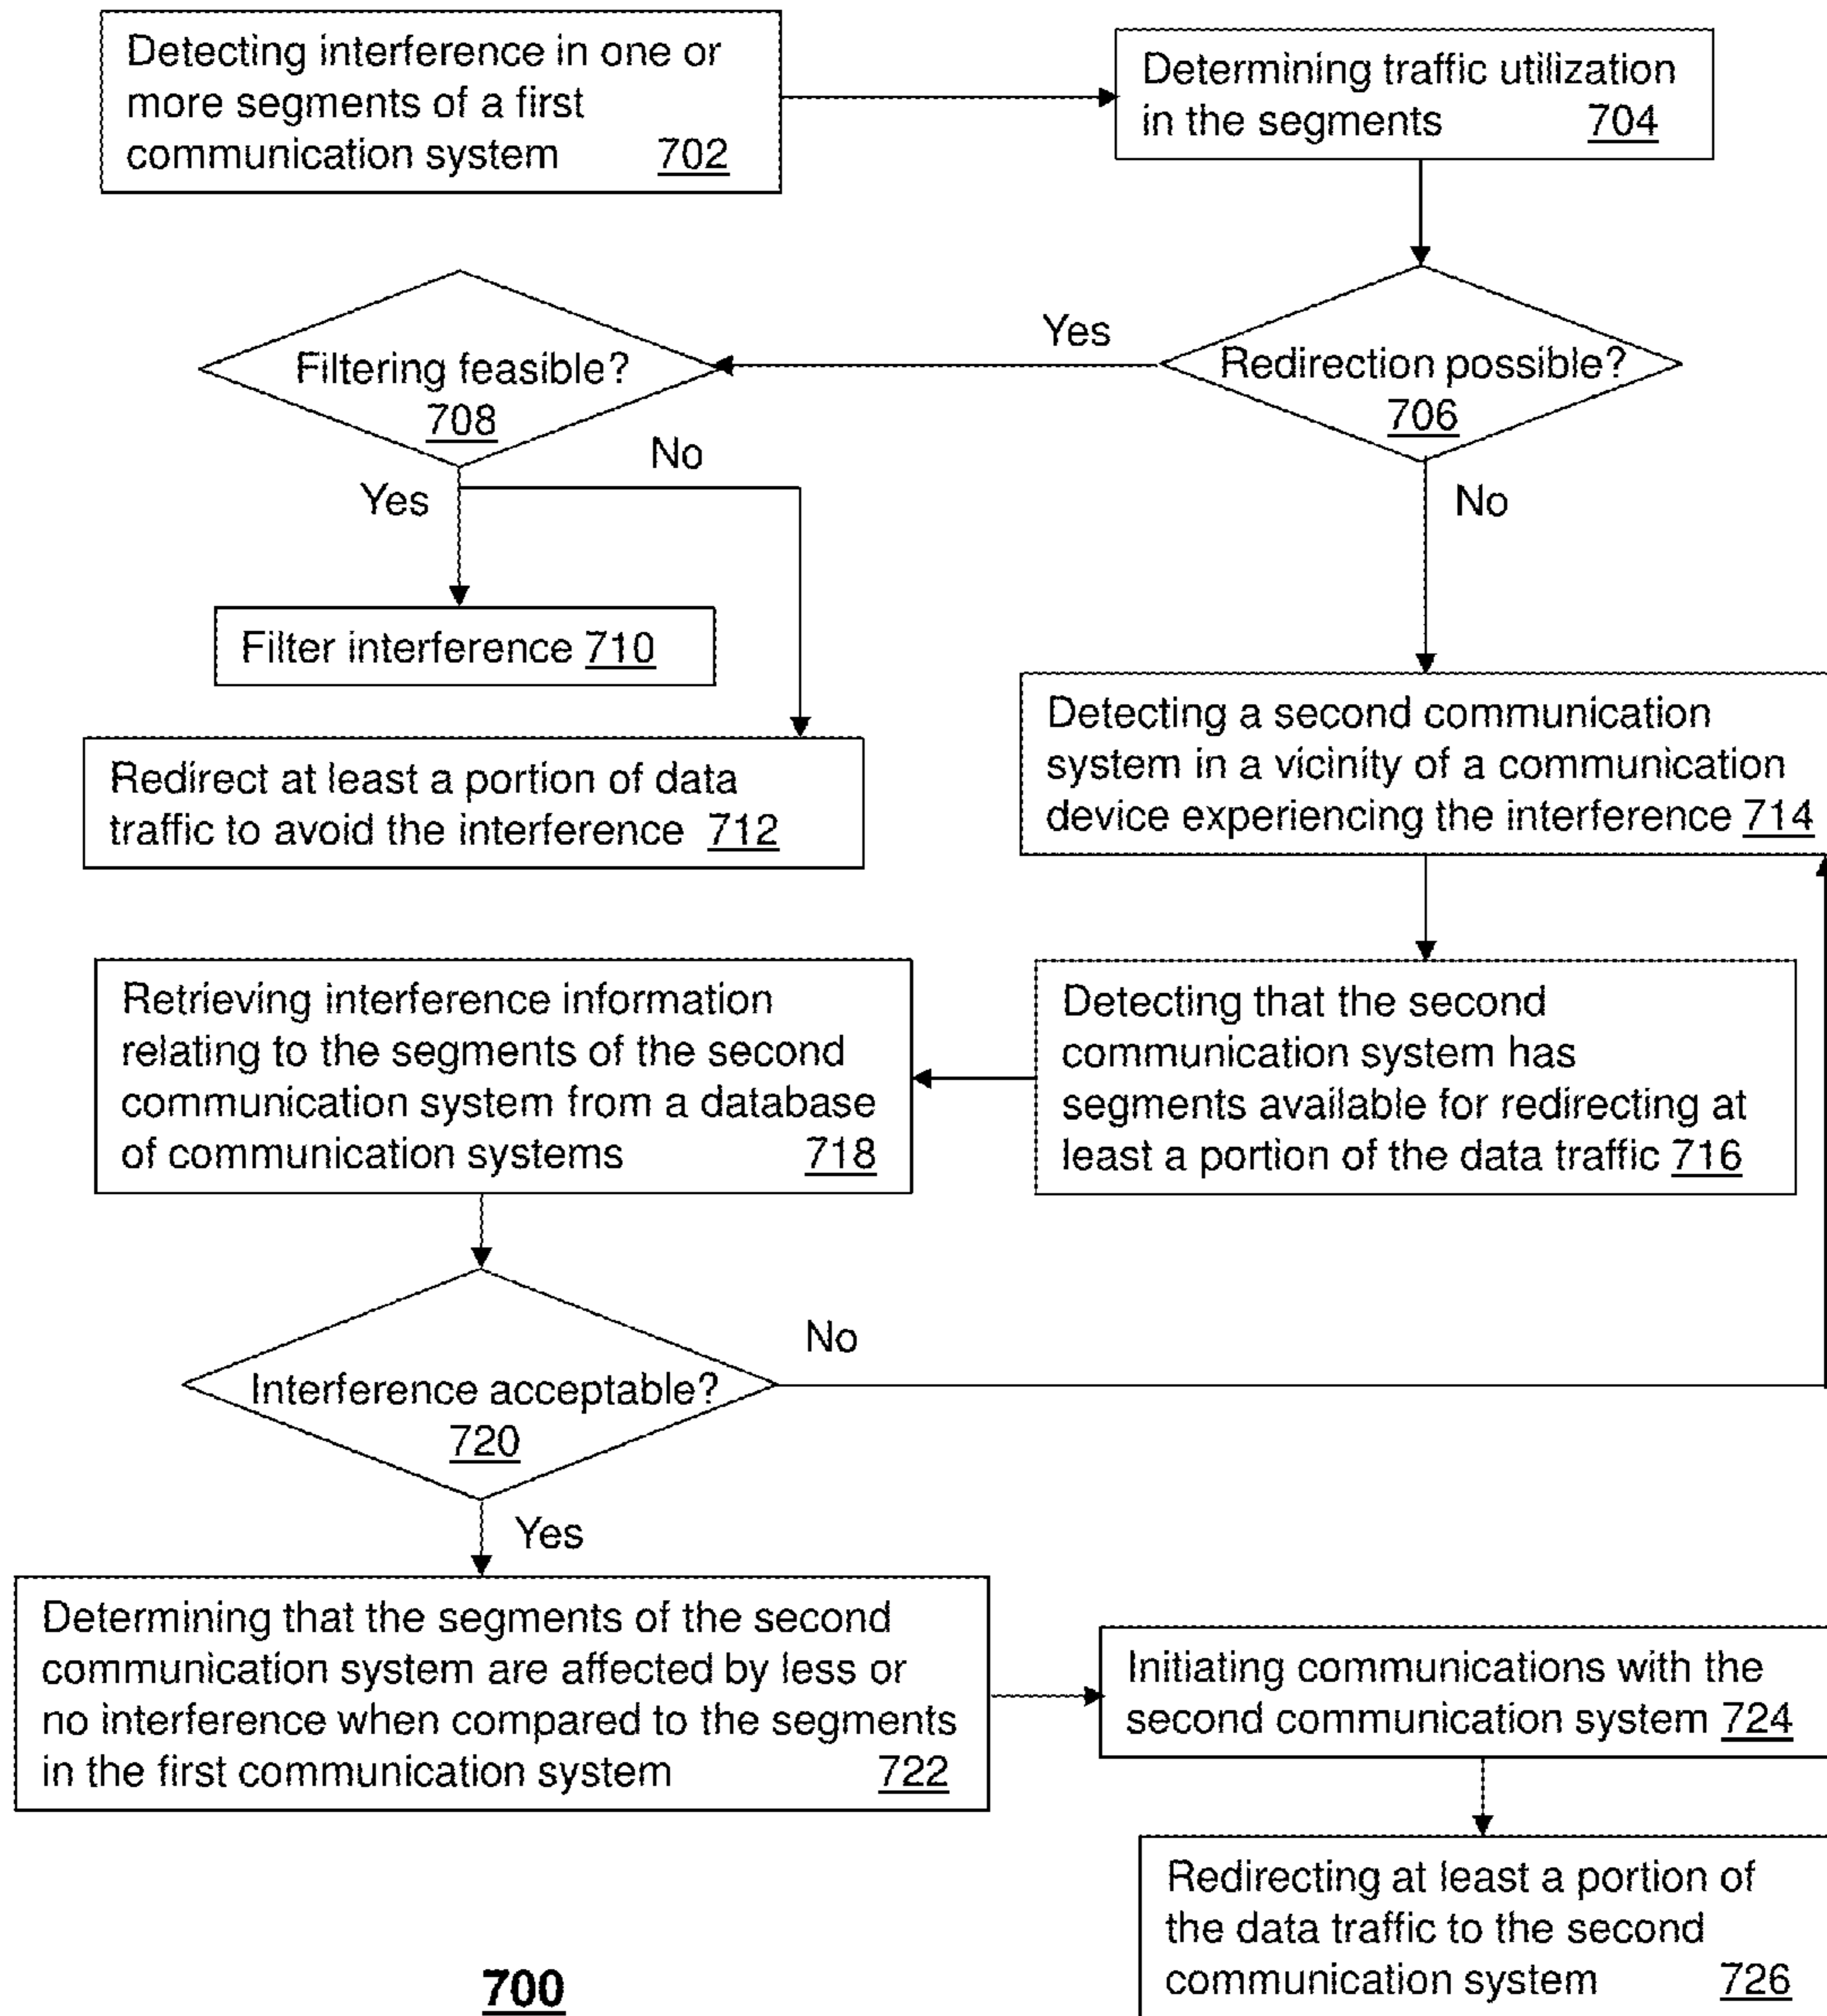 Detecting interference in one or
more segments of a first
communication system 702
Determining traffic utilization
in the segments 704
Redirection possible?
706
Yes
No
Filtering feasible?
708
No
Yes
Filter interference 710
Redirect at least a portion of data
traffic to avoid the interference 712
Detecting a second communication
system in a vicinity of a communication
device experiencing the interference 714
Detecting that the second
communication system has
segments available for redirecting at
least a portion of the data traffic 716
Retrieving interference information
relating to the segments of the second
communication system from a database
of communication systems 718
Interference acceptable?
720
No
Yes
Determining that the segments of the second
communication system are affected by less or
no interference when compared to the segments
in the first communication system 722
Initiating communications with the
second communication system 724
Redirecting at least a portion of
the data traffic to the second
communication system 726
700